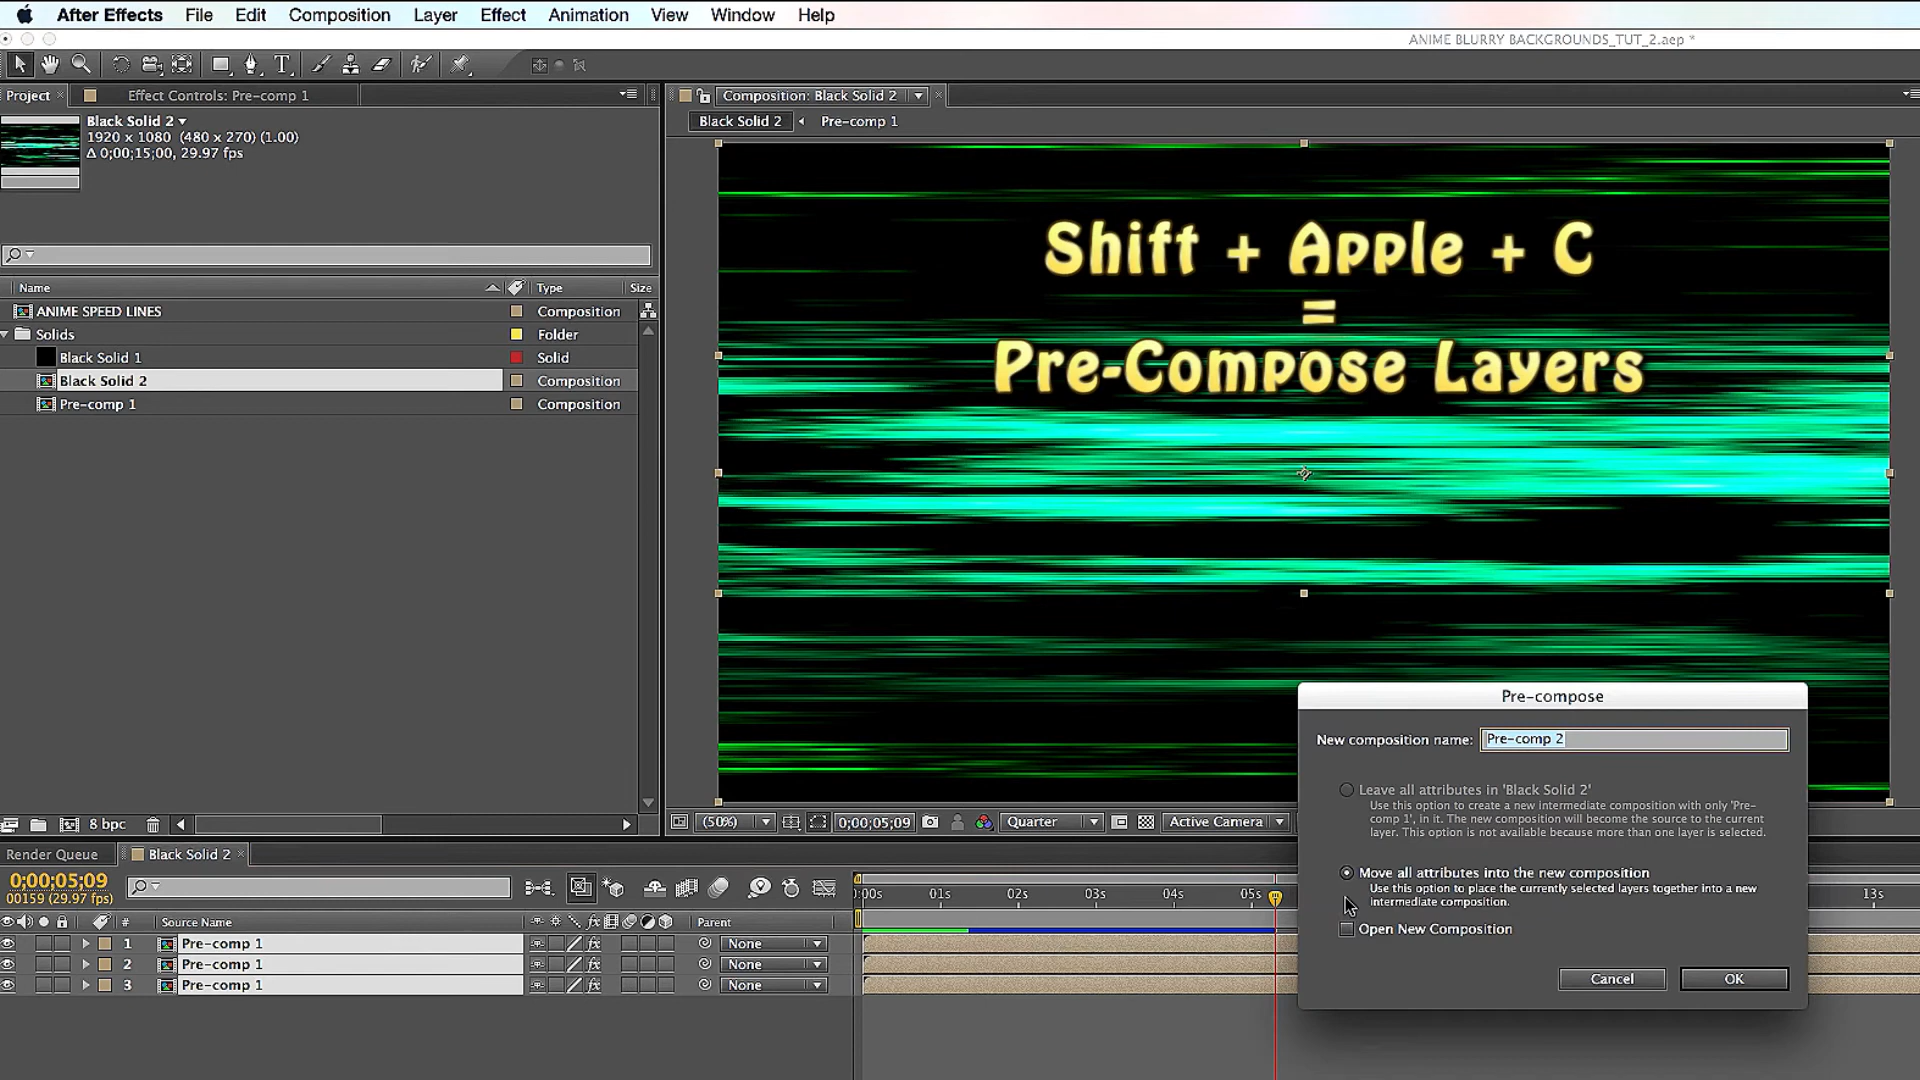 After Effects File Edit Composition Layer Effect Animation View Window Help
ANIME BLURRY BACKGROUNDS_TUT_2.aep *
Project × Effect Controls: Pre-comp 1
Composition: Black Solid 2
Black Solid 2 Pre-comp 1
Black Solid 2
1920 x 1080 (480 x 270) (1.00)
Δ 0;00;15;00, 29.97 fps
Name Type Size
ANIME SPEED LINES Composition
Solids Folder
Black Solid 1 Solid
Black Solid 2 Composition
Pre-comp 1 Composition
8 bpc
Shift + Apple + C
=
Pre-Compose Layers
(50%) 0;00;05;09 Quarter Active Camera
Pre-compose
New composition name: Pre-comp 2
Leave all attributes in 'Black Solid 2'
Use this option to create a new intermediate composition with only 'Pre-
comp 1', in it. The new composition will become the source to the current
layer. This option is not available because more than one layer is selected.
Move all attributes into the new composition
Use this option to place the currently selected layers together into a new
intermediate composition.
Open New Composition
Cancel OK
Render Queue Black Solid 2 ×
0;00;05;09
00159 (29.97 fps)
:00s 01s 02s 03s 04s 05s 13s
# Source Name fx Parent
1 Pre-comp 1 fx None
2 Pre-comp 1 fx None
3 Pre-comp 1 fx None